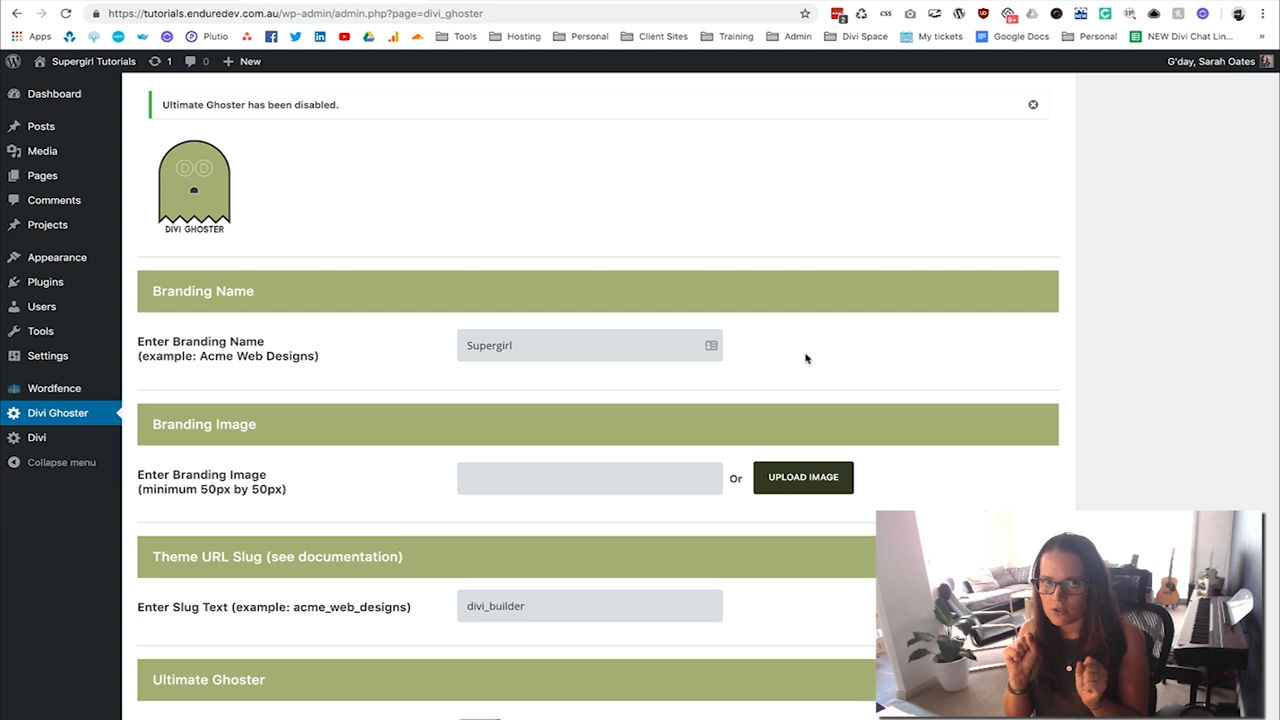 https://tutorials.enduredev.com.au/wp-admin/admin.php?page=divi_ghoster
Apps Plutio Tools Hosting Personal Client Sites Training Admin Divi Space My tickets Google Docs Personal NEW Divi Chat Lin... »
Supergirl Tutorials 1 0 + New G'day, Sarah Oates
Dashboard
Posts
Media
Pages
Comments
Projects
Appearance
Plugins
Users
Tools
Settings
Wordfence
Divi Ghoster
Divi
Collapse menu
Ultimate Ghoster has been disabled.
DD
DIVI GHOSTER
Branding Name
Enter Branding Name
(example: Acme Web Designs)
Supergirl
Branding Image
Enter Branding Image
(minimum 50px by 50px)
Or
UPLOAD IMAGE
Theme URL Slug (see documentation)
Enter Slug Text (example: acme_web_designs)
divi_builder
Ultimate Ghoster